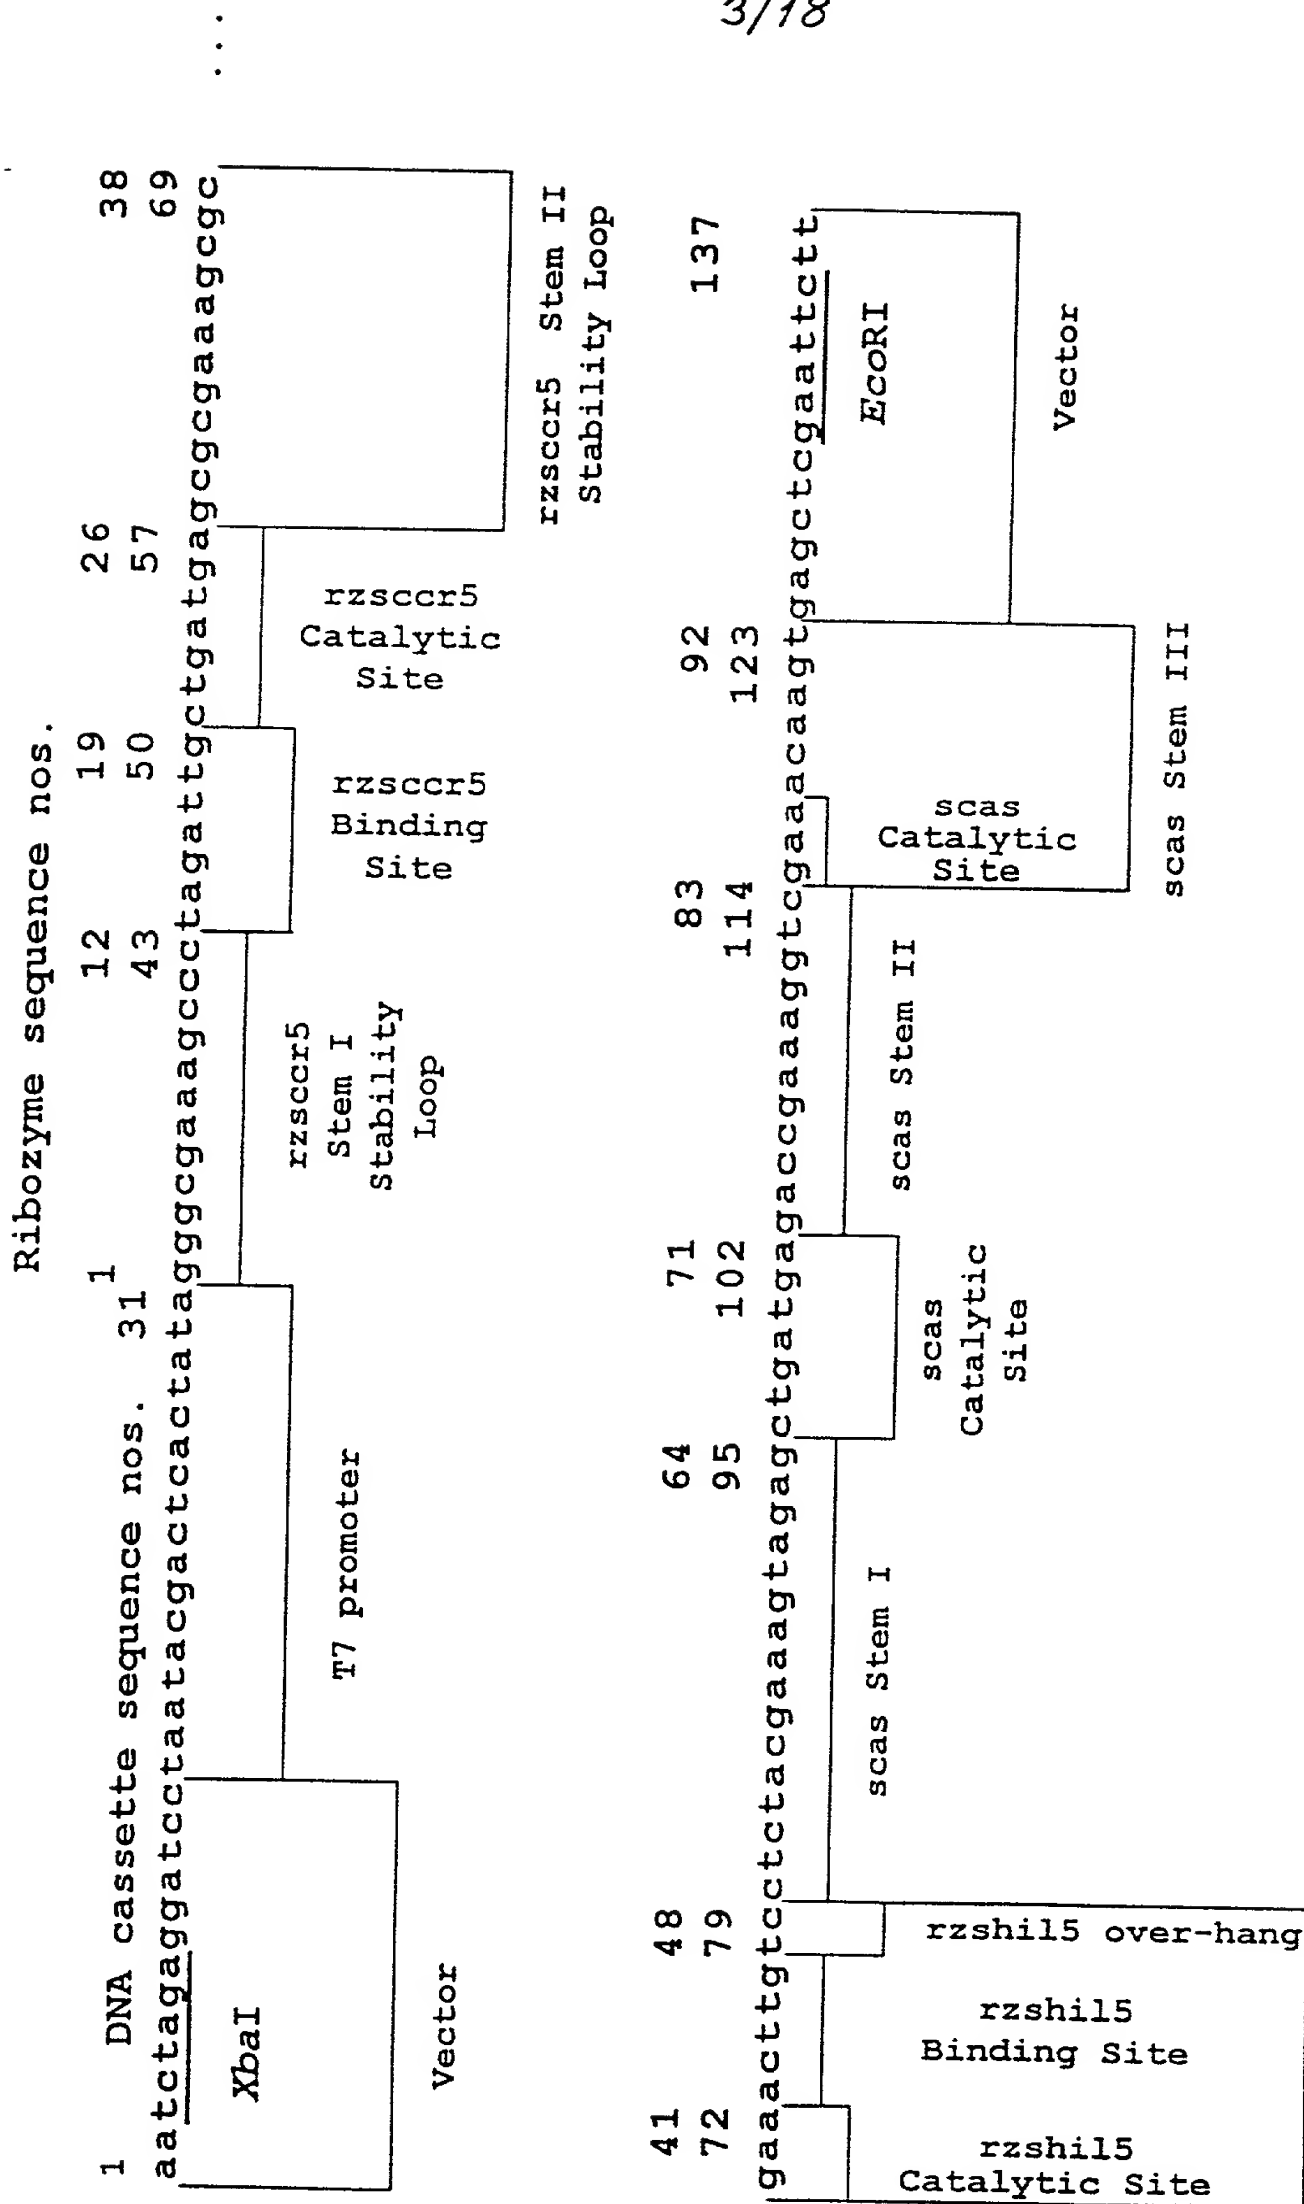 3/18
Ribozyme sequence nos.
1 12 19 26 38
1 DNA cassette sequence nos. 31 43 50 57 69
aatctagaggatcctaatacgactcactatagggcgaaagccctagattgctgatgagcgcgaaagcgc ...
XbaI
Vector
T7 promoter
rzsccr5
Stem I
Stability
Loop
rzsccr5
Binding
Site
rzsccr5
Catalytic
Site
rzsccr5 Stem II
Stability Loop
41 48 64 71 83 92
72 79 95 102 114 123 137
gaaacttgtcctctacgaaagtagagctgatgagaccgaaaggtcgaaacaagtgagctcgaattctt
rzshil5
Catalytic Site
rzshil5
Binding Site
rzshil5 over-hang
scas Stem I
scas
Catalytic
Site
scas Stem II
scas
Catalytic
Site
scas Stem III
EcoRI
Vector